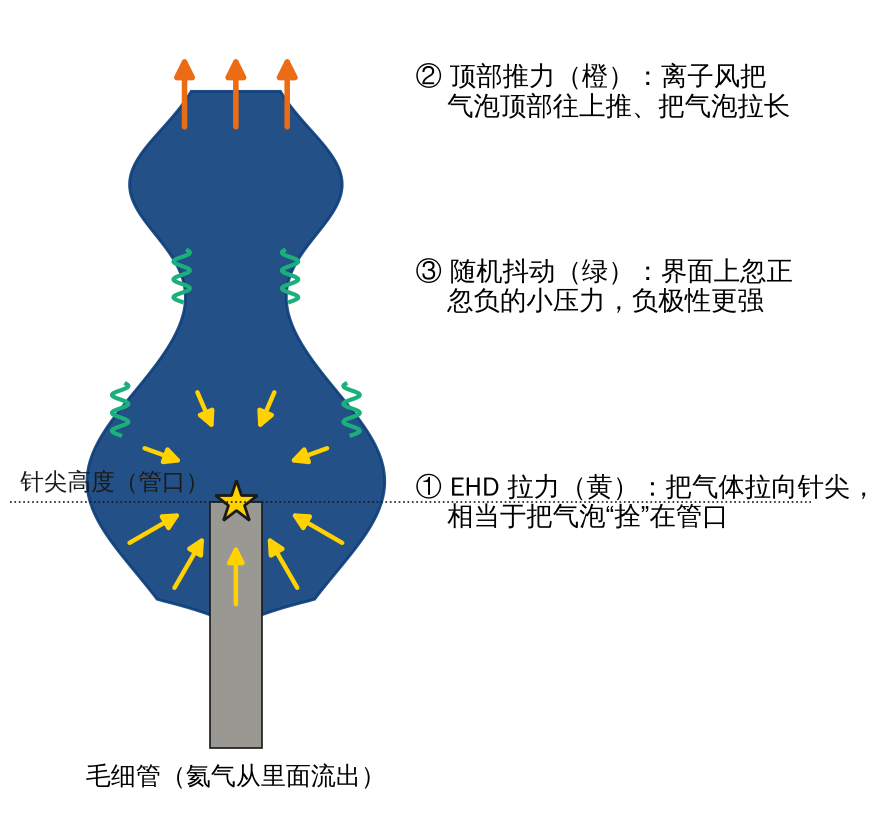 ② 顶部推力（橙）：离子风把
气泡顶部往上推、把气泡拉长
③ 随机抖动（绿）：界面上忽正
忽负的小压力，负极性更强
针尖高度（管口）
① EHD 拉力（黄）：把气体拉向针尖，
相当于把气泡“拴”在管口
毛细管（氦气从里面流出）